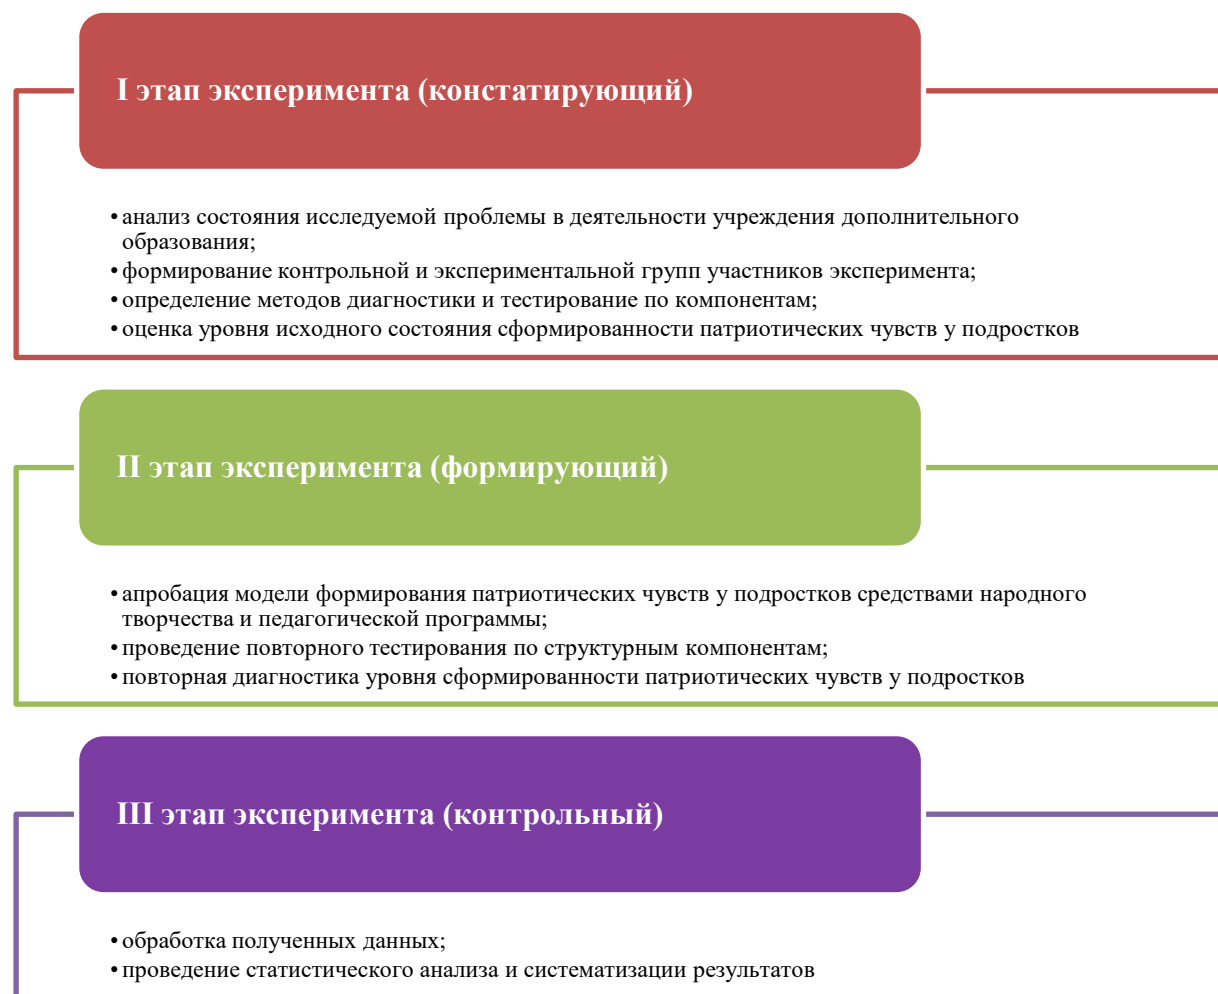 I этап эксперимента (констатирующий)
• анализ состояния исследуемой проблемы в деятельности учреждения дополнительного
образования;
• формирование контрольной и экспериментальной групп участников эксперимента;
• определение методов диагностики и тестирование по компонентам;
• оценка уровня исходного состояния сформированности патриотических чувств у подростков
II этап эксперимента (формирующий)
• апробация модели формирования патриотических чувств у подростков средствами народного
творчества и педагогической программы;
• проведение повторного тестирования по структурным компонентам;
• повторная диагностика уровня сформированности патриотических чувств у подростков
III этап эксперимента (контрольный)
• обработка полученных данных;
• проведение статистического анализа и систематизации результатов